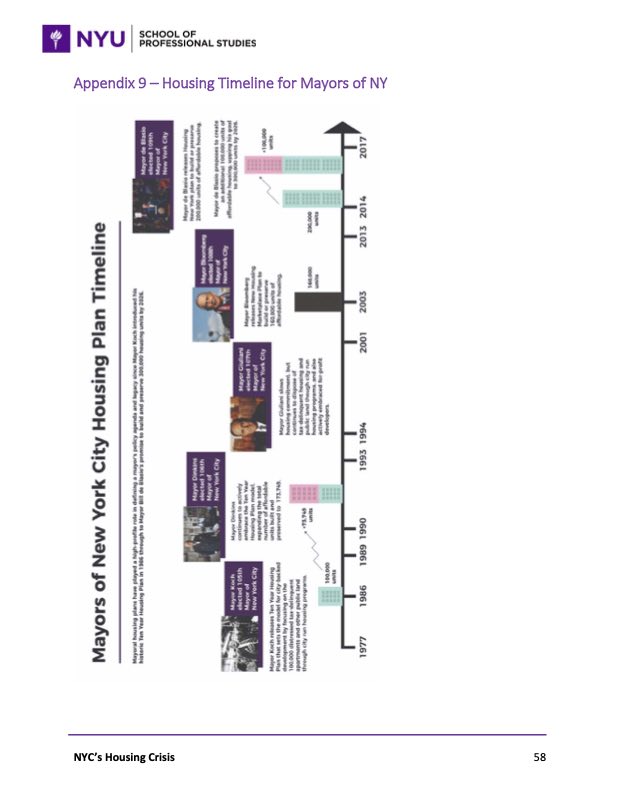 NYU
SCHOOL OF
PROFESSIONAL STUDIES
Appendix 9 – Housing Timeline for Mayors of NY
Mayors of New York City Housing Plan Timeline
Mayoral housing plans have played a high-profile role in defining a mayor's policy agenda and legacy since Mayor Koch introduced his
historic Ten Year Housing Plan in 1986 through to Mayor Bill de Blasio's promise to build and preserve 300,000 housing units by 2026.
Mayor Koch
elected 105th
Mayor of
New York City
Mayor Koch releases Ten Year Housing
Plan that sets the model for city-backed
development by focusing on the
100,000 distressed tax-delinquent
apartments and other public land
through city-run housing programs.
100,000
units
Mayor Dinkins
elected 106th
Mayor of
New York City
Mayor Dinkins
continues to actively
embrace the Ten Year
Housing Plan model,
expanding the total
number of affordable
units built and
preserved to 173,748.
+73,748
units
Mayor Giuliani
elected 107th
Mayor of
New York City
Mayor Giuliani slows
housing commitment, but
continues to dispose of
tax-delinquent housing and
public land though city-run
housing programs, and also
actively embraced for-profit
developers.
Mayor Bloomberg
elected 108th
Mayor of
New York City
Mayor Bloomberg
releases New Housing
Marketplace Plan to
build or preserve
units of
affordable housing.
units
Mayor de Blasio
elected 109th
Mayor of
New York City
Mayor de Blasio releases Housing
New York plan to build or preserve
200,000 units of affordable housing.
200,000
units
Mayor de Blasio proposes to create
an additional 100,000 units of
affordable housing, upping his goal
to 300,000 units by 2026.
+100,000
units
1977
1986
1989
1990
1993
1994
2001
2003
2013
2014
2017
NYC's Housing Crisis
58